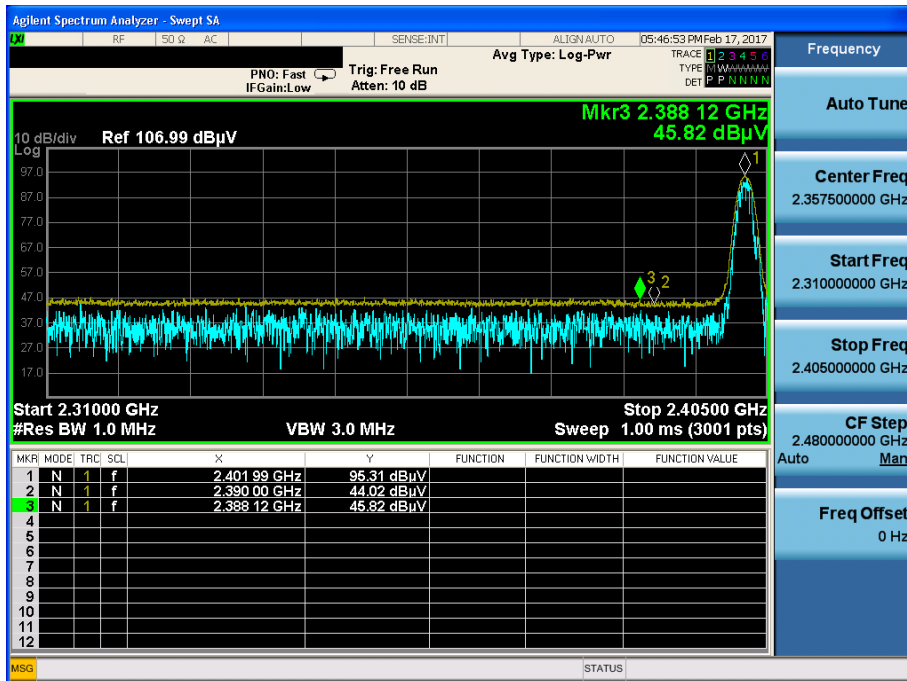 Agilent Spectrum Analyzer - Swept SA
LXI RF 50 Ω AC SENSE:INT ALIGN AUTO 05:46:53 PM Feb 17, 2017
PNO: Fast Trig: Free Run Avg Type: Log-Pwr TRACE 1 2 3 4 5 6
IFGain:Low Atten: 10 dB TYPE M WWWWW
DET P P N N N N
Frequency
Mkr3 2.388 12 GHz
45.82 dBµV
10 dB/div Ref 106.99 dBµV
Log
97.0
87.0
77.0
67.0
57.0
47.0
37.0
27.0
17.0
1
3
2
Start 2.31000 GHz Stop 2.40500 GHz
#Res BW 1.0 MHz VBW 3.0 MHz Sweep 1.00 ms (3001 pts)
MKR MODE TRC SCL X Y FUNCTION FUNCTION WIDTH FUNCTION VALUE
1 N 1 f 2.401 99 GHz 95.31 dBµV
2 N 1 f 2.390 00 GHz 44.02 dBµV
3 N 1 f 2.388 12 GHz 45.82 dBµV
4
5
6
7
8
9
10
11
12
MSG STATUS
Auto Tune
Center Freq
2.357500000 GHz
Start Freq
2.310000000 GHz
Stop Freq
2.405000000 GHz
CF Step
2.480000000 GHz
Auto Man
Freq Offset
0 Hz